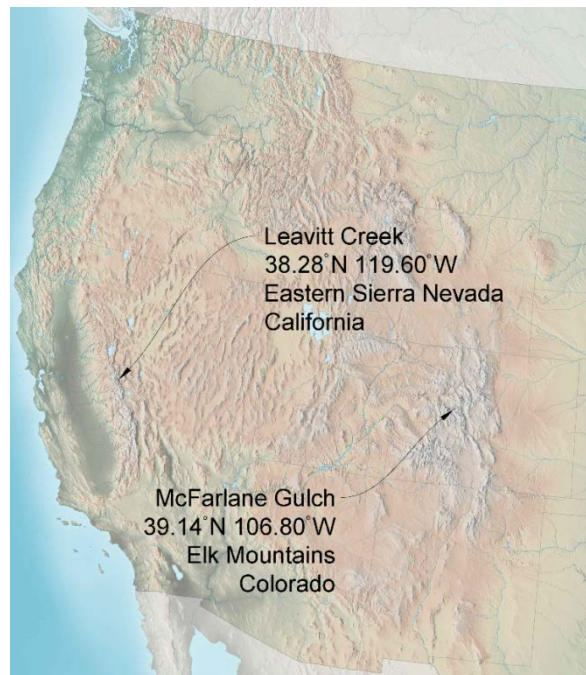 Leavitt Creek
38.28°N 119.60°W
Eastern Sierra Nevada
California
McFarlane Gulch
39.14°N 106.80°W
Elk Mountains
Colorado